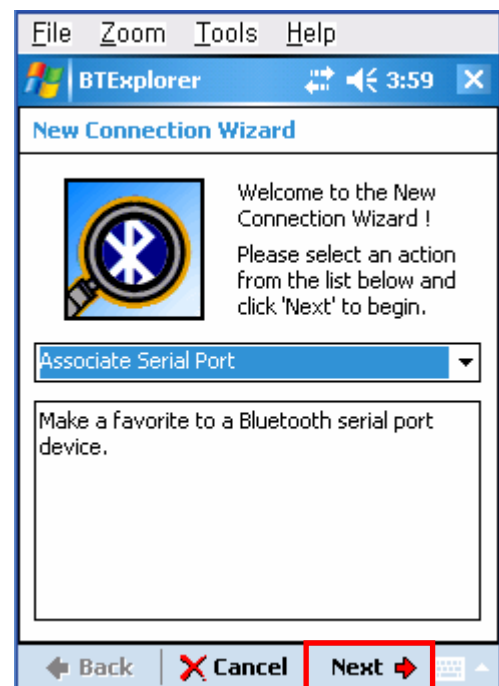 File Zoom Tools Help
BTExplorer 3:59
New Connection Wizard
Welcome to the New
Connection Wizard !
Please select an action
from the list below and
click 'Next' to begin.
Associate Serial Port
Make a favorite to a Bluetooth serial port
device.
Back Cancel Next